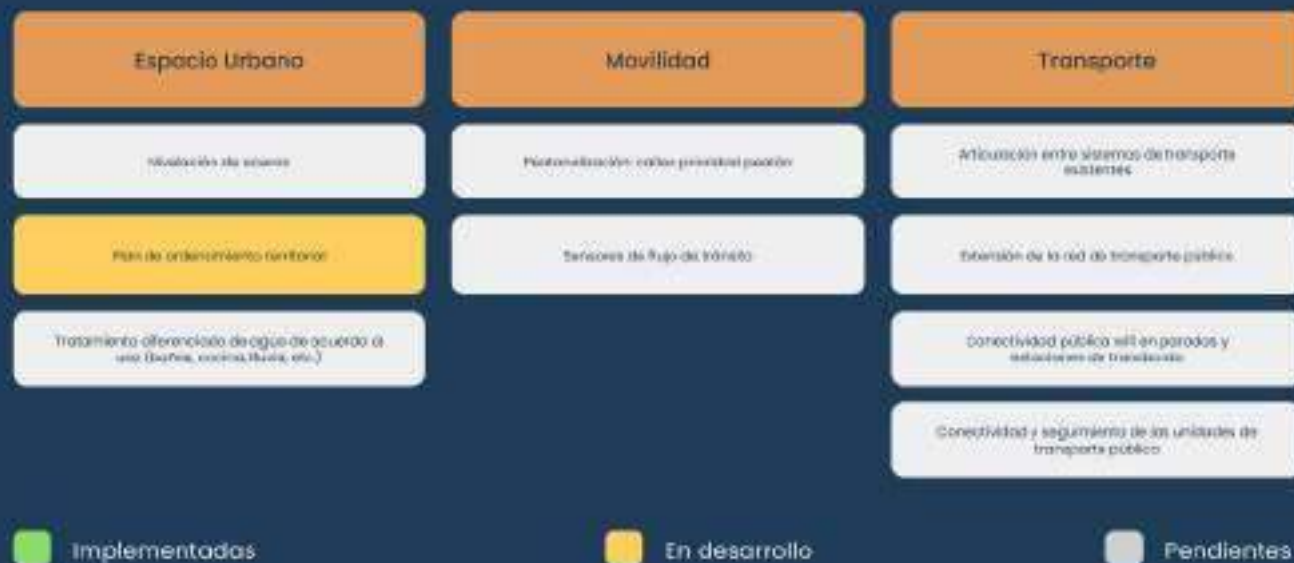 Espacio Urbano
Movilidad
Transporte
Nivelación de aceras
Peatonalización: calles prioridad peatón
Articulación entre sistemas de transporte
existentes
Plan de ordenamiento territorial
Sensores de flujo de tránsito
Extensión de la red de transporte público
Tratamiento diferenciado de agua de acuerdo a
uso (baños, cocina, lluvia, etc.)
Conectividad pública wifi en paradas y
estaciones de
Conectividad y seguimiento de las unidades de
transporte público
Implementadas
En desarrollo
Pendientes